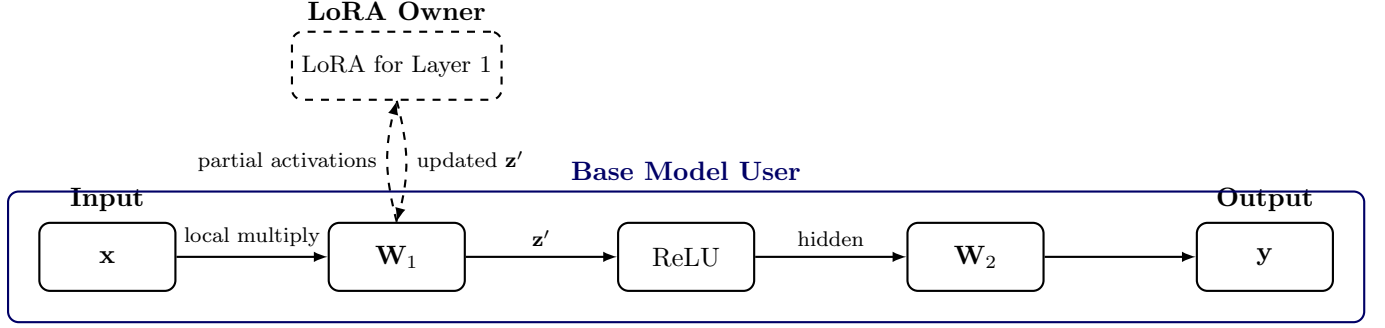 LoRA Owner
LoRA for Layer 1
partial activations
updated z′
Base Model User
Input
Output
x
local multiply
W₁
z′
ReLU
hidden
W₂
y